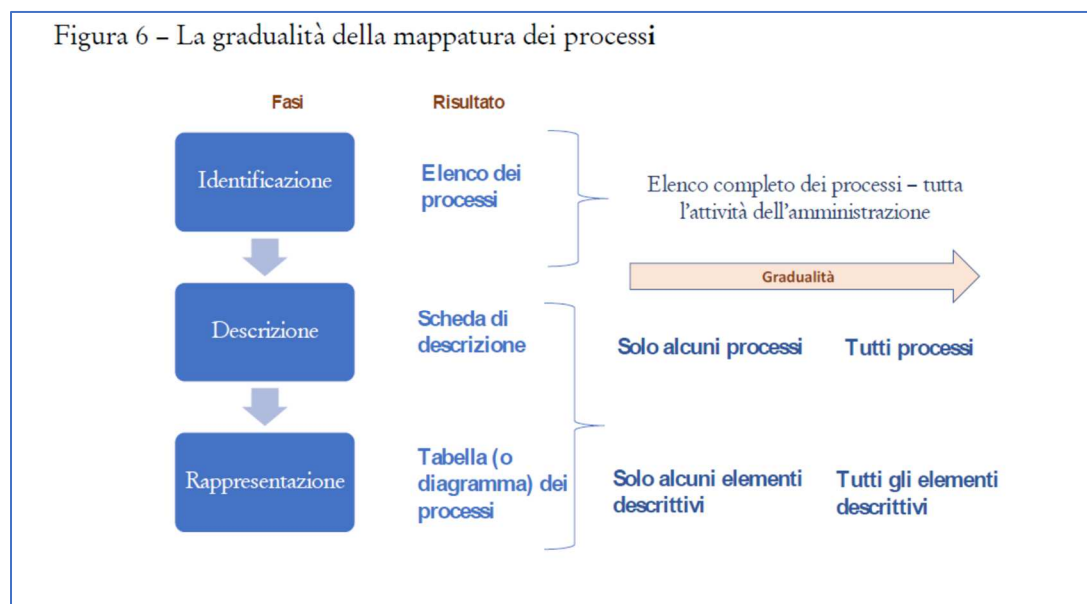 Figura 6 – La gradualità della mappatura dei processi
Fasi
Risultato
Identificazione
Elenco dei
processi
Elenco completo dei processi – tutta
l'attività dell'amministrazione
Gradualità
Descrizione
Scheda di
descrizione
Solo alcuni processi
Tutti processi
Rappresentazione
Tabella (o
diagramma) dei
processi
Solo alcuni elementi
descrittivi
Tutti gli elementi
descrittivi